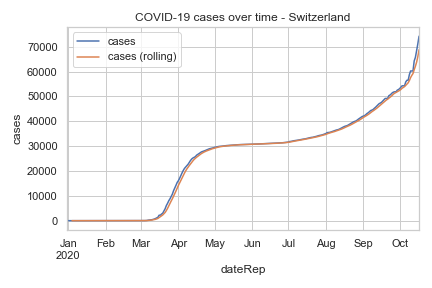 COVID-19 cases over time - Switzerland
cases
cases (rolling)
cases
70000
60000
50000
40000
30000
20000
10000
0
Jan Feb Mar Apr May Jun Jul Aug Sep Oct
2020
dateRep